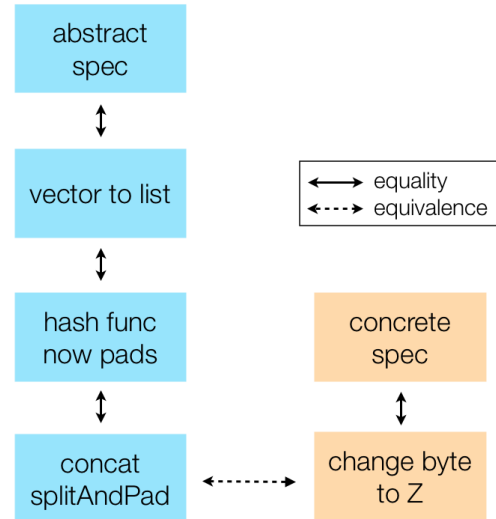 abstract
spec
vector to list
equality
equivalence
hash func
now pads
concrete
spec
concat
splitAndPad
change byte
to Z